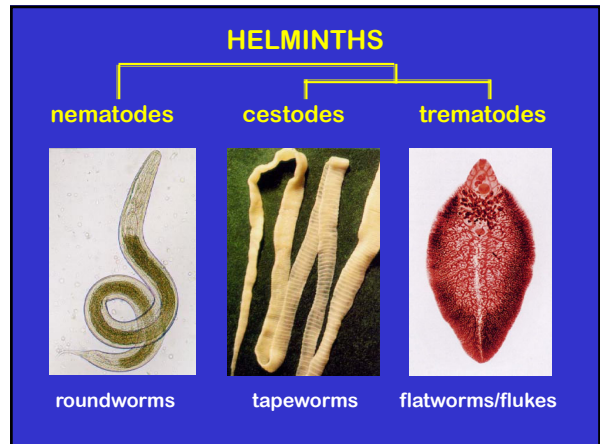 HELMINTHS
nematodes cestodes trematodes
roundworms tapeworms flatworms/flukes